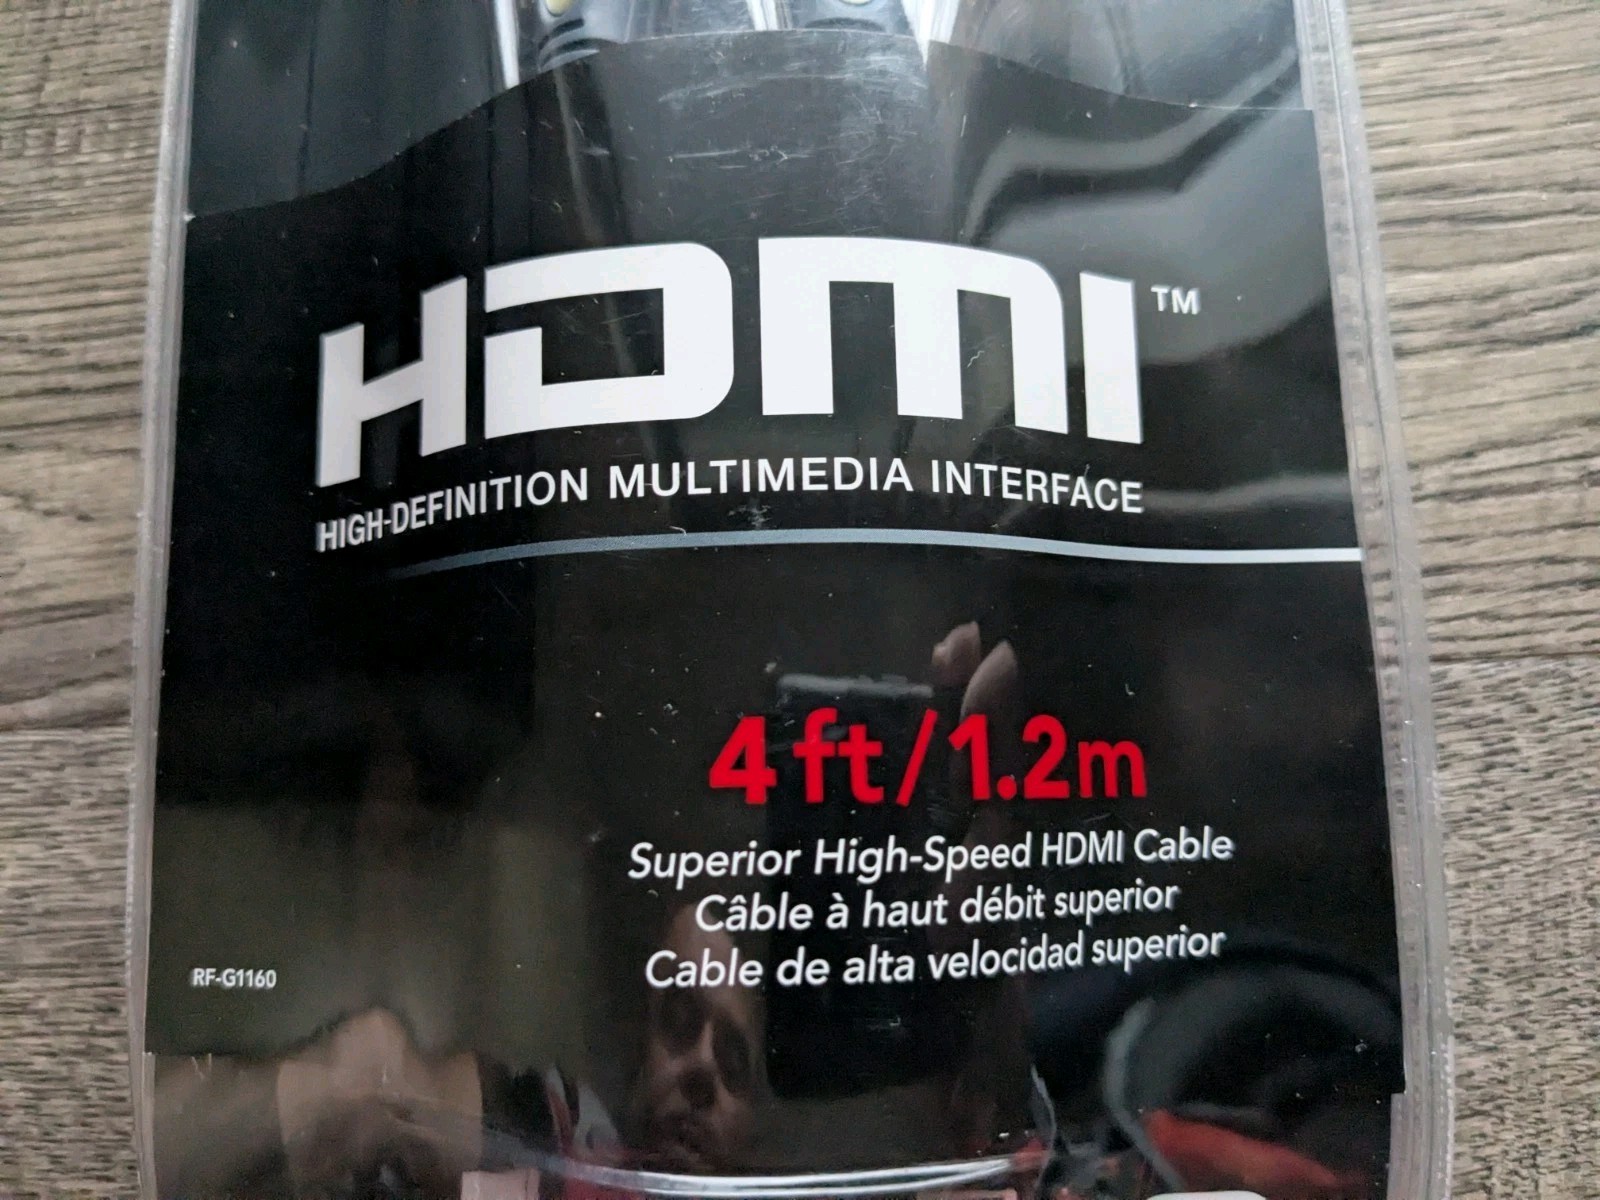 HDMI™
HIGH-DEFINITION MULTIMEDIA INTERFACE
4 ft/1.2m
Superior High-Speed HDMI Cable
Câble à haut débit superior
Cable de alta velocidad superior
RF-G1160